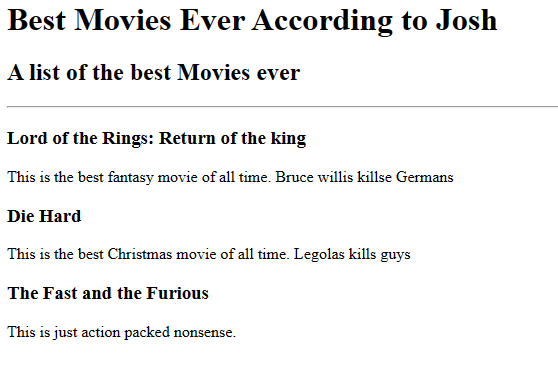 Best Movies Ever According to Josh
A list of the best Movies ever
Lord of the Rings: Return of the king
This is the best fantasy movie of all time. Bruce willis killse Germans
Die Hard
This is the best Christmas movie of all time. Legolas kills guys
The Fast and the Furious
This is just action packed nonsense.